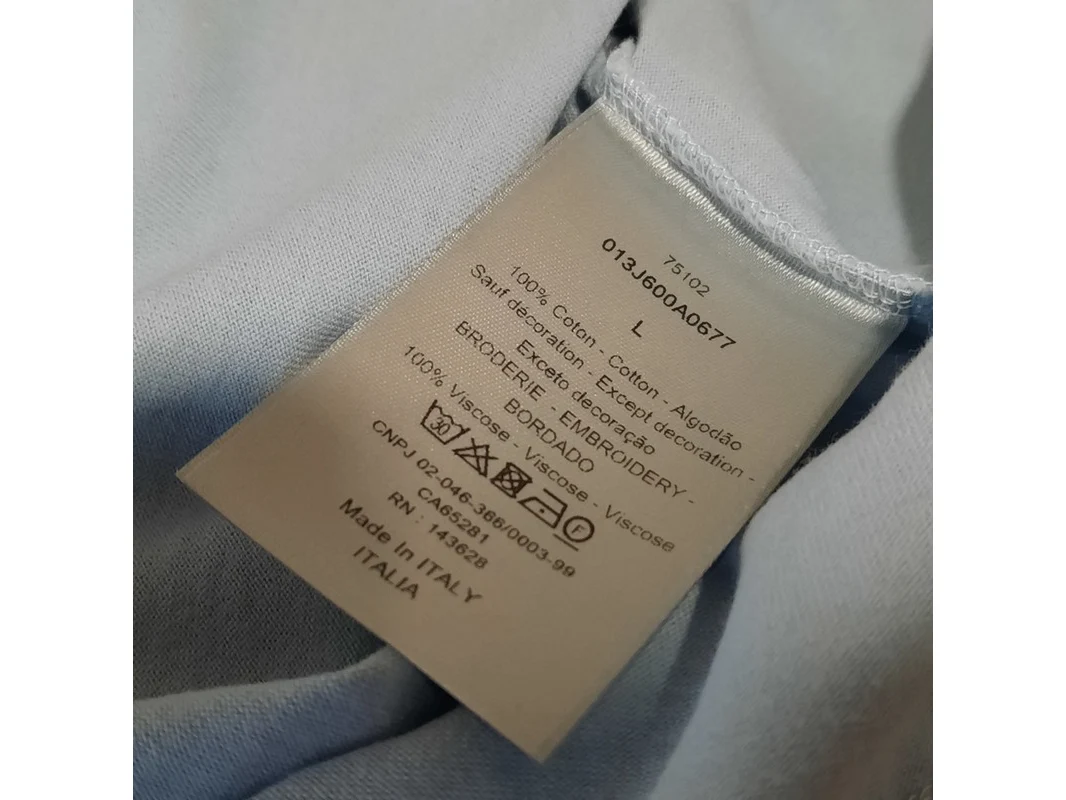 75102
013J600A0677
L
100% Coton - Cotton - Algodão
Sauf décoration - Except decoration -
Exceto decoração
BRODERIE - EMBROIDERY -
BORDADO
100% Viscose - Viscose - Viscose
30 F
CNPJ 02-046-366/0003-99
CA65281
RN : 143628
Made In ITALY
ITALIA